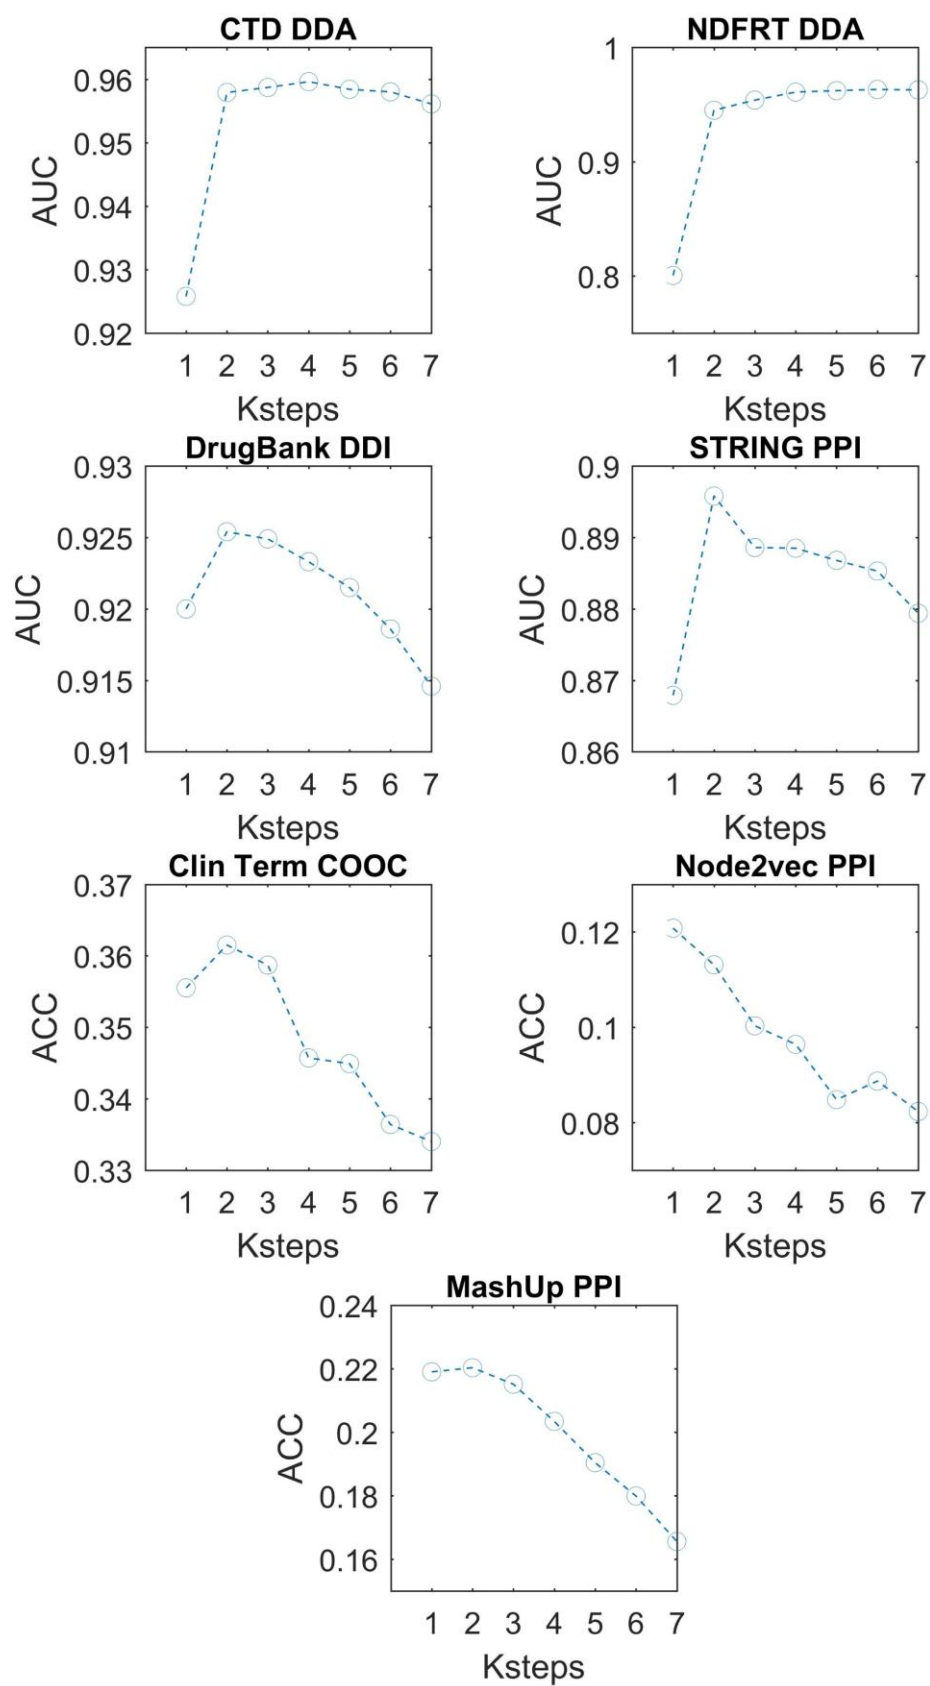 CTD DDA
AUC
0.96
0.95
0.94
0.93
0.92
1 2 3 4 5 6 7
Ksteps
NDFRT DDA
AUC
1
0.9
0.8
1 2 3 4 5 6 7
Ksteps
DrugBank DDI
AUC
0.93
0.925
0.92
0.915
0.91
1 2 3 4 5 6 7
Ksteps
STRING PPI
AUC
0.9
0.89
0.88
0.87
0.86
1 2 3 4 5 6 7
Ksteps
Clin Term COOC
ACC
0.37
0.36
0.35
0.34
0.33
1 2 3 4 5 6 7
Ksteps
Node2vec PPI
ACC
0.12
0.1
0.08
1 2 3 4 5 6 7
Ksteps
MashUp PPI
ACC
0.24
0.22
0.2
0.18
0.16
1 2 3 4 5 6 7
Ksteps